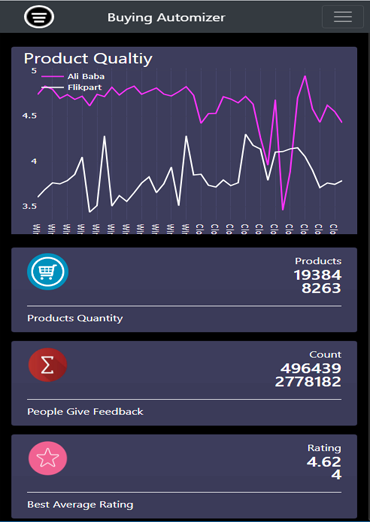 Buying Automizer
Product Qualtiy
5
Ali Baba
Flikpart
4.5
4
3.5
Products
19384
8263
Products Quantity
Count
496439
2778182
People Give Feedback
Rating
4.62
4
Best Average Rating